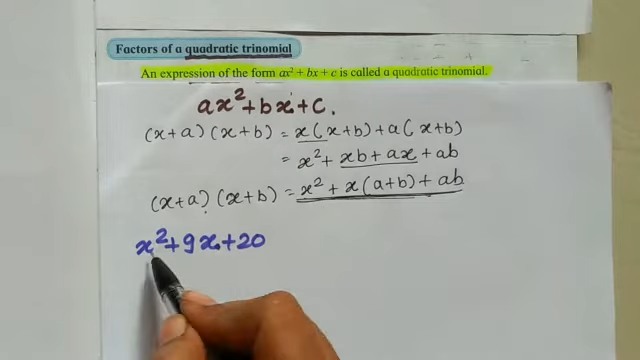 Factors of a quadratic trinomial
An expression of the form ax² + bx + c is called a quadratic trinomial.
ax²+bx+c.
(x+a)(x+b) = x(x+b)+a(x+b)
= x²+ xb+ax +ab
(x+a)(x+b) = x²+x(a+b)+ab
x²+9x+20